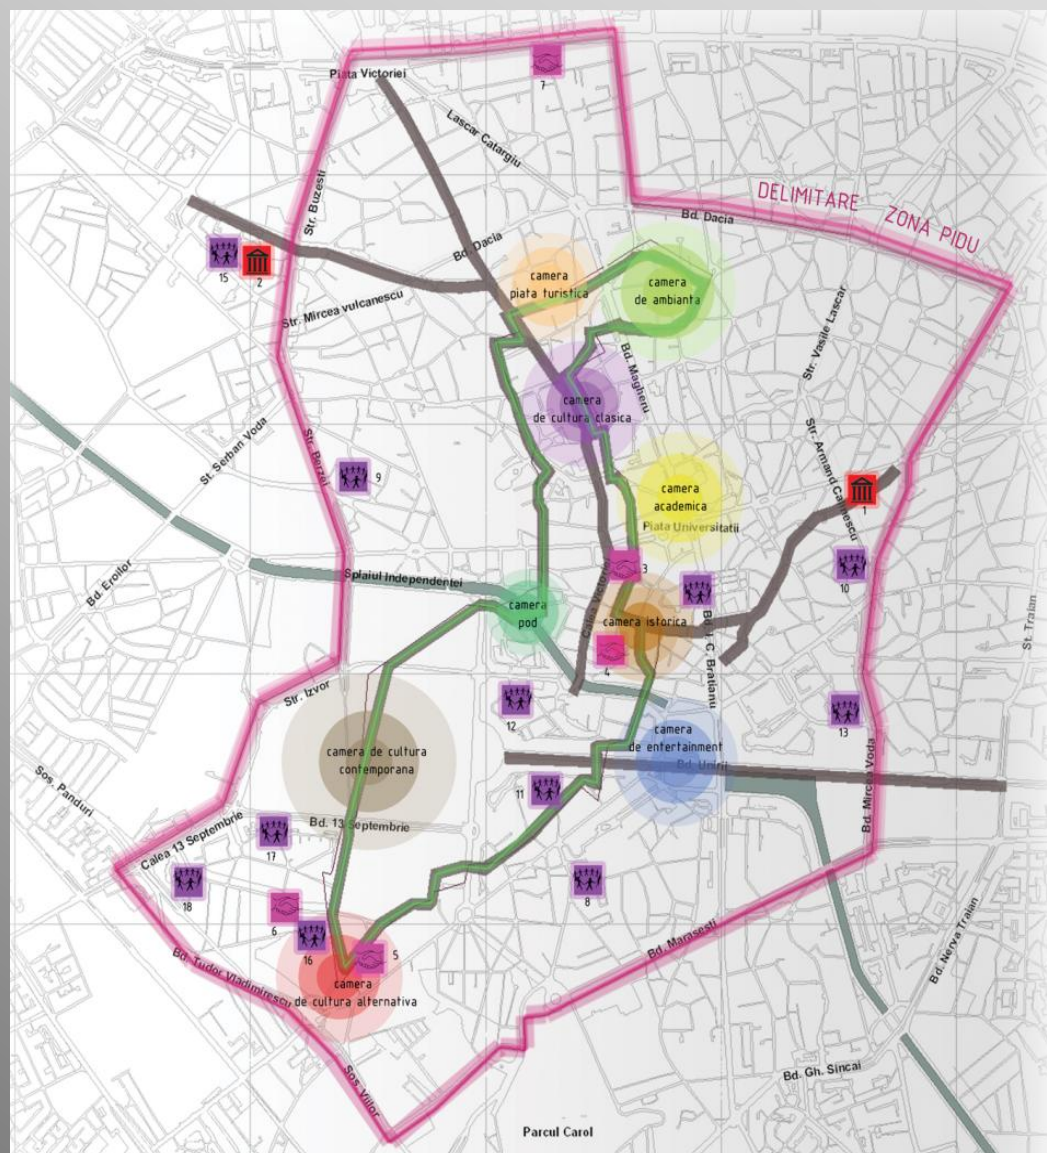 Piata Victoriei
7
Lascar Catargiu
DELIMITARE ZONA PIDU
Bd. Dacia
Str. Buzesti
Bd. Dacia
15
2
camera
piata turistica
camera
de ambianta
Str. Mircea vulcanescu
Str. Vasile Lascar
Bd. Magheru
camera
de cultura clasica
St. Serban Voda
Str. Berzei
9
Str. Armand Calinescu
1
camera
academica
Piata Universitatii
Bd. Eroilor
Splaiul Independentei
3
10
camera
pod
Calea Victoriei
camera istorica
4
Bd. I. C. Bratianu
St. Traian
Str. Izvor
12
13
camera de cultura
contemporana
camera
de entertainment
Bd. Unirii
Sos. Panduri
11
Bd. Mircea Voda
Calea 13 Septembrie
Bd. 13 Septembrie
17
18
8
6
16
5
Bd. Tudor Vladimirescu
camera
de cultura alternativa
Bd. Marasesti
Bd. Nerva Traian
Sos. Viilor
Bd. Gh. Sincai
Parcul Carol